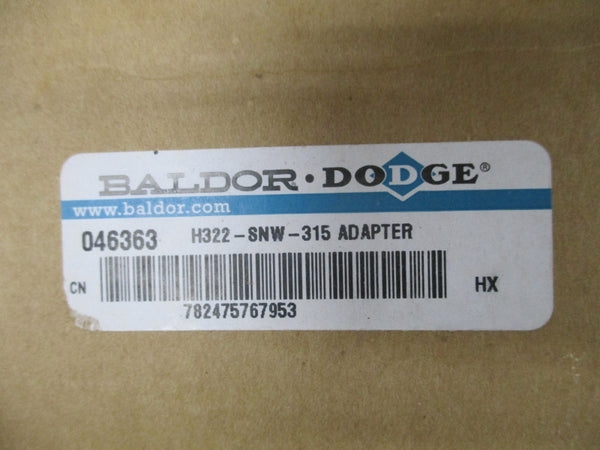 BALDOR · DODGE®
www.baldor.com
046363 H322-SNW-315 ADAPTER
CN HX
782475767953